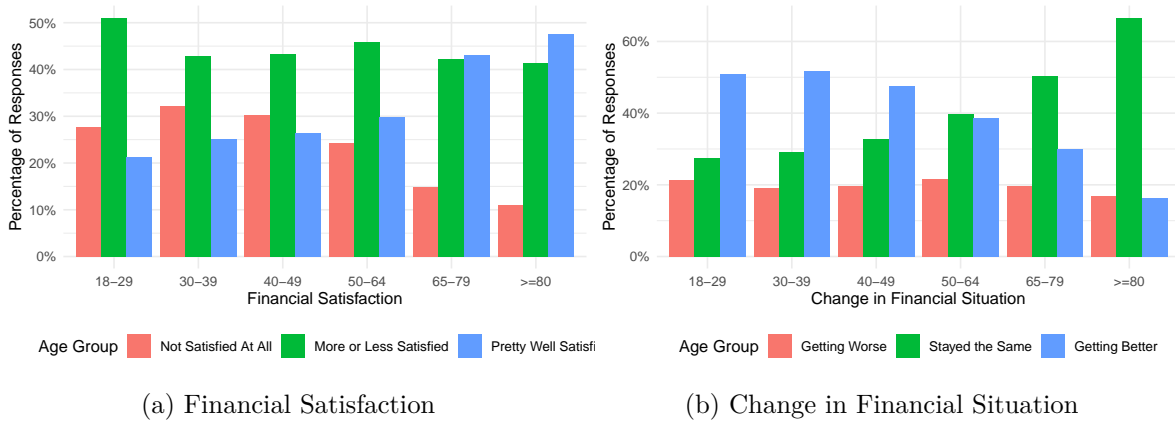 50%
40%
30%
20%
10%
0%
Percentage of Responses
18–29 30–39 40–49 50–64 65–79 >=80
Financial Satisfaction
Age Group Not Satisfied At All More or Less Satisfied Pretty Well Satisfi
(a) Financial Satisfaction
60%
40%
20%
0%
Percentage of Responses
18–29 30–39 40–49 50–64 65–79 >=80
Change in Financial Situation
Age Group Getting Worse Stayed the Same Getting Better
(b) Change in Financial Situation